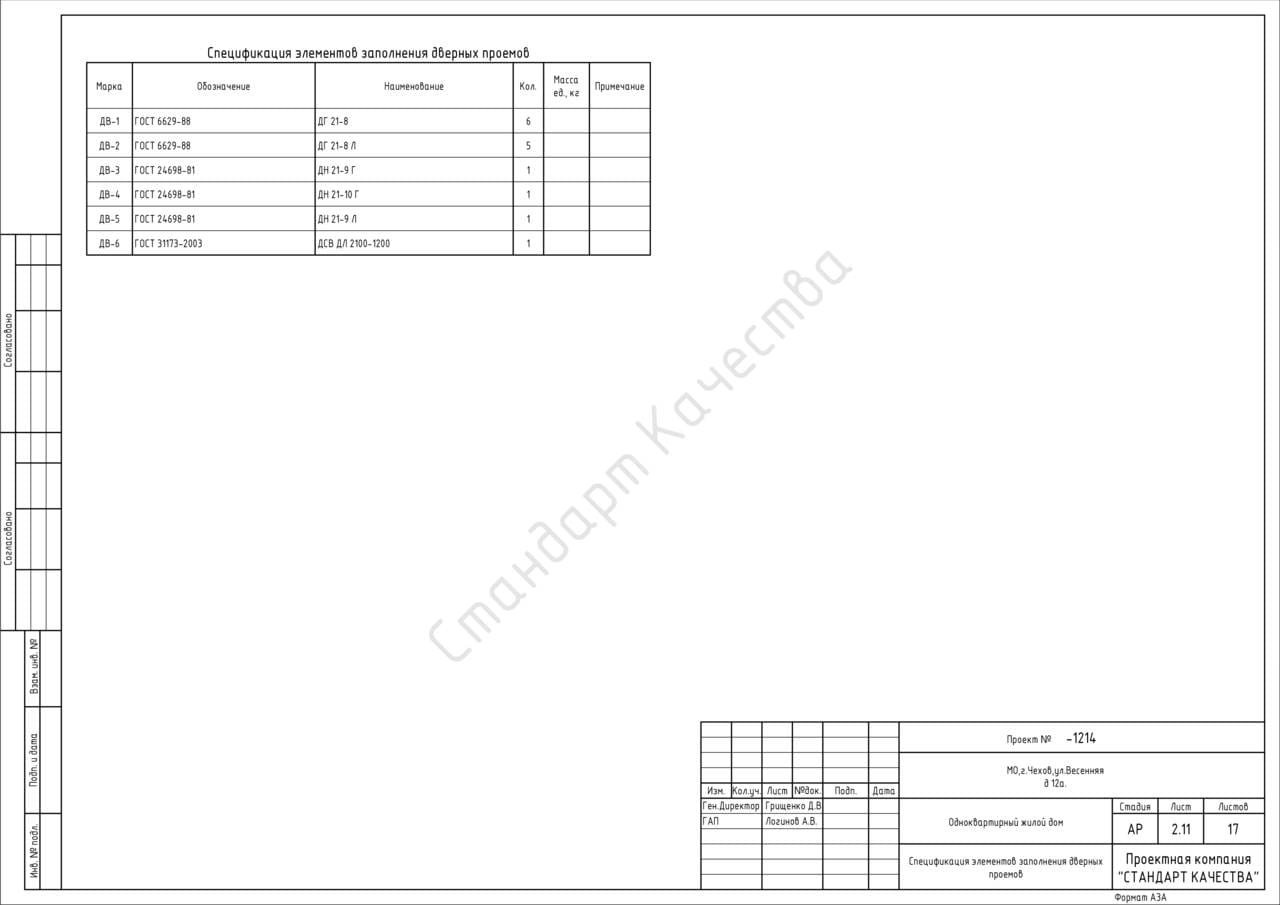 Спецификация элементов заполнения дверных проемов
Марка Обозначение Наименование Кол. Масса ед., кг Примечание
ДВ-1 ГОСТ 6629-88 ДГ 21-8 6
ДВ-2 ГОСТ 6629-88 ДГ 21-8 Л 5
ДВ-3 ГОСТ 24698-81 ДН 21-9 Г 1
ДВ-4 ГОСТ 24698-81 ДН 21-10 Г 1
ДВ-5 ГОСТ 24698-81 ДН 21-9 Л 1
ДВ-6 ГОСТ 31173-2003 ДСВ ДЛ 2100-1200 1
Стандарт Качества
Согласовано
Согласовано
Взам. инв. №
Подп. и дата
Инв. № подл.
Проект № -1214
МО,г.Чехов,ул.Весенняя
д 12а.
Изм. Кол.уч. Лист №док. Подп. Дата
Ген.Директор Грищенко Д.В
ГАП Логинов А.В.
Одноквартирный жилой дом
Стадия Лист Листов
АР 2.11 17
Спецификация элементов заполнения дверных
проемов
Проектная компания
"СТАНДАРТ КАЧЕСТВА"
Формат А3А